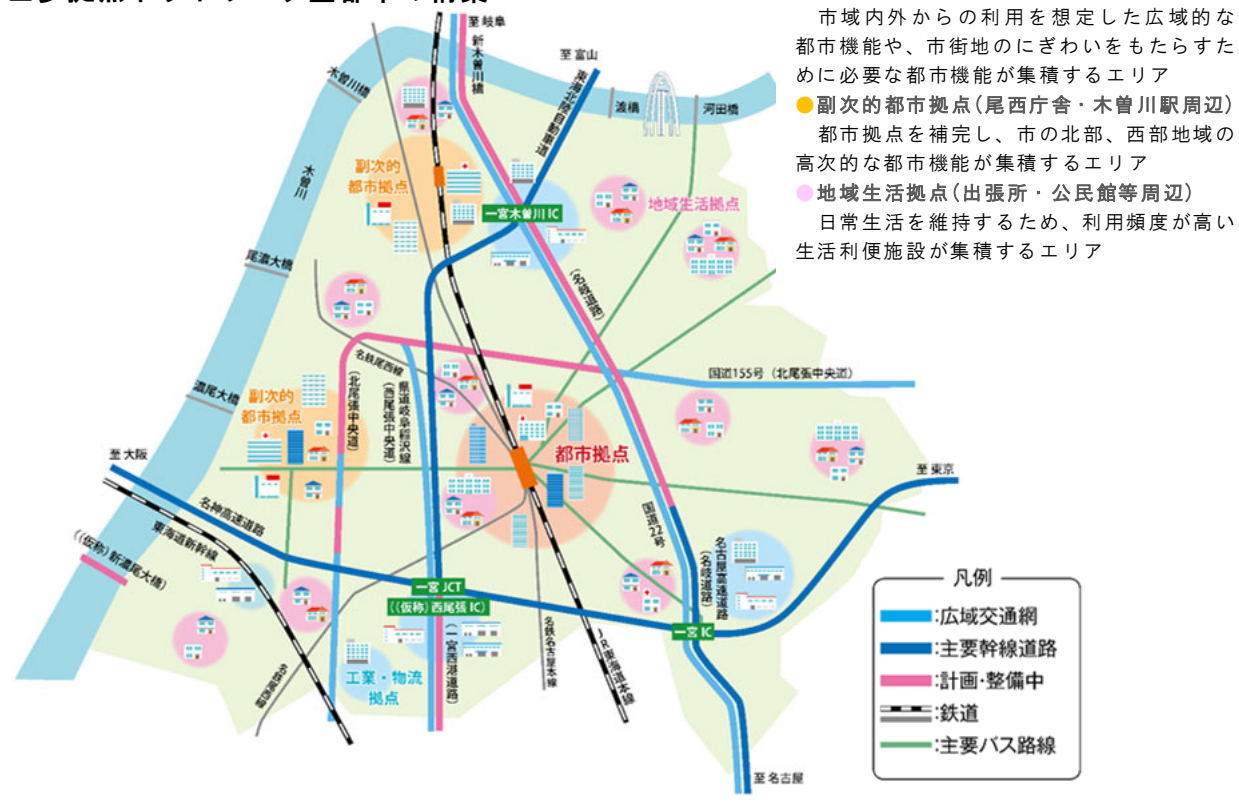 市域内外からの利用を想定した広域的な
都市機能や、市街地のにぎわいをもたらすた
めに必要な都市機能が集積するエリア
●副次的都市拠点(尾西庁舎・木曽川駅周辺)
都市拠点を補完し、市の北部、西部地域の
高次的な都市機能が集積するエリア
●地域生活拠点(出張所・公民館等周辺)
日常生活を維持するため、利用頻度が高い
生活利便施設が集積するエリア
至 岐阜
新木曽川橋
至 富山
東海北陸自動車道
木曽川橋
渡橋
河田橋
木曽川
副次的
都市拠点
一宮木曽川 IC
地域生活拠点
尾濃大橋
(名岐道路)
名鉄尾西線
国道155号(北尾張中央道)
濃尾大橋
副次的
都市拠点
(北尾張中央道)
県道岐阜稲沢線
(西尾張中央道)
都市拠点
至 大阪
至 東京
名神高速道路
東海道新幹線
((仮称)新濃尾大橋)
国道22号
名古屋高速道路
(名岐道路)
一宮 JCT
((仮称)西尾張 IC)
一宮 IC
工業・物流
拠点
(一宮西港道路)
名鉄尾西線
名鉄名古屋本線
JR東海道本線
至 名古屋
凡例
:広域交通網
:主要幹線道路
:計画・整備中
:鉄道
:主要バス路線